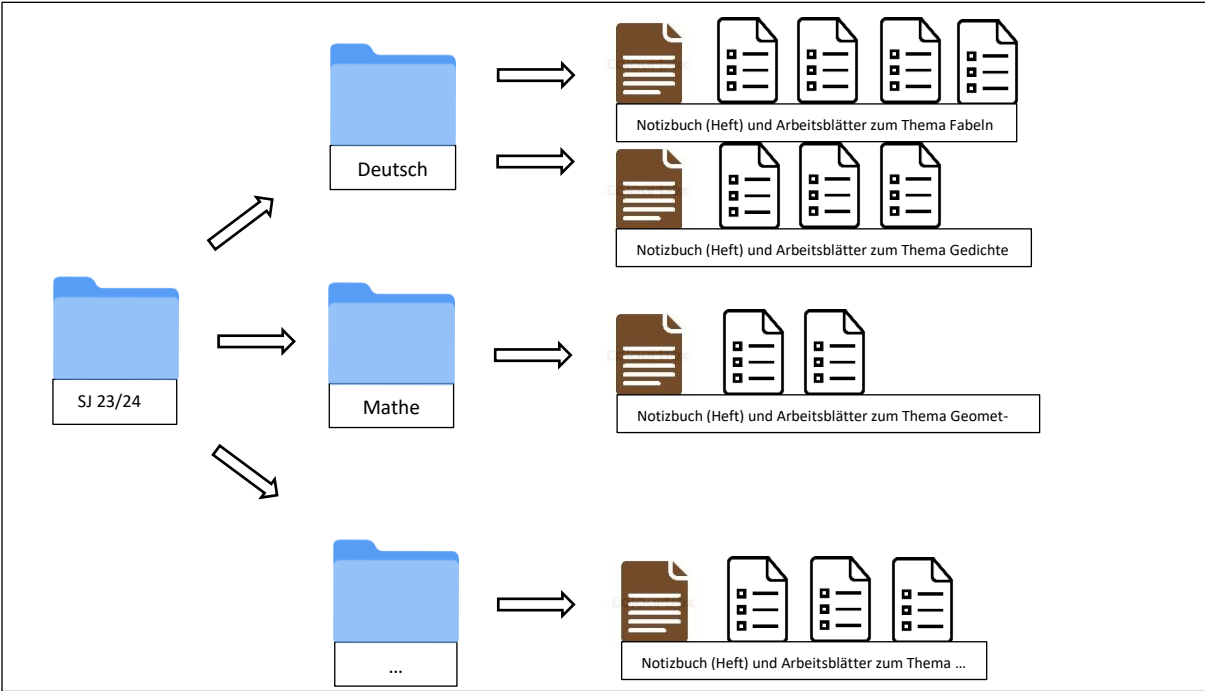 Notizbuch (Heft) und Arbeitsblätter zum Thema Fabeln
Deutsch
Notizbuch (Heft) und Arbeitsblätter zum Thema Gedichte
SJ 23/24
Mathe
Notizbuch (Heft) und Arbeitsblätter zum Thema Geomet-
...
Notizbuch (Heft) und Arbeitsblätter zum Thema ...